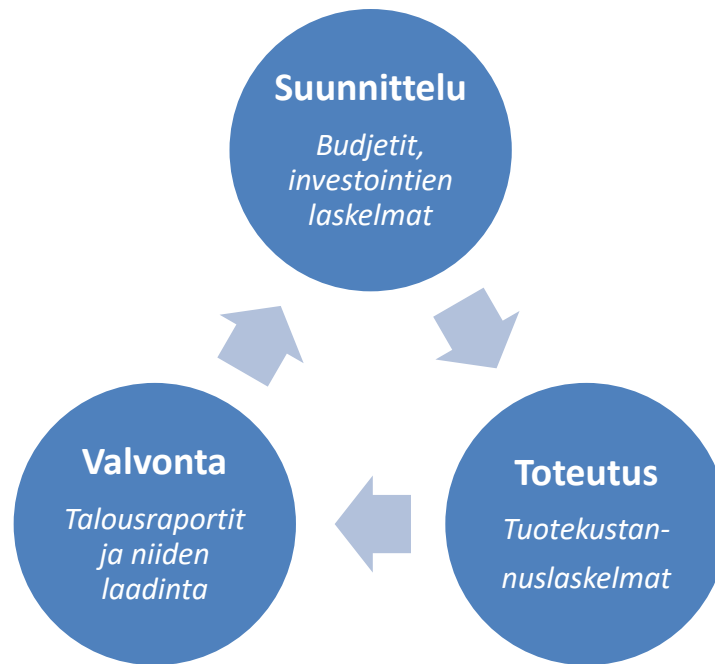 Suunnittelu
Budjetit,
investointien
laskelmat
Valvonta
Talousraportit
ja niiden
laadinta
Toteutus
Tuotekustan-
nuslaskelmat